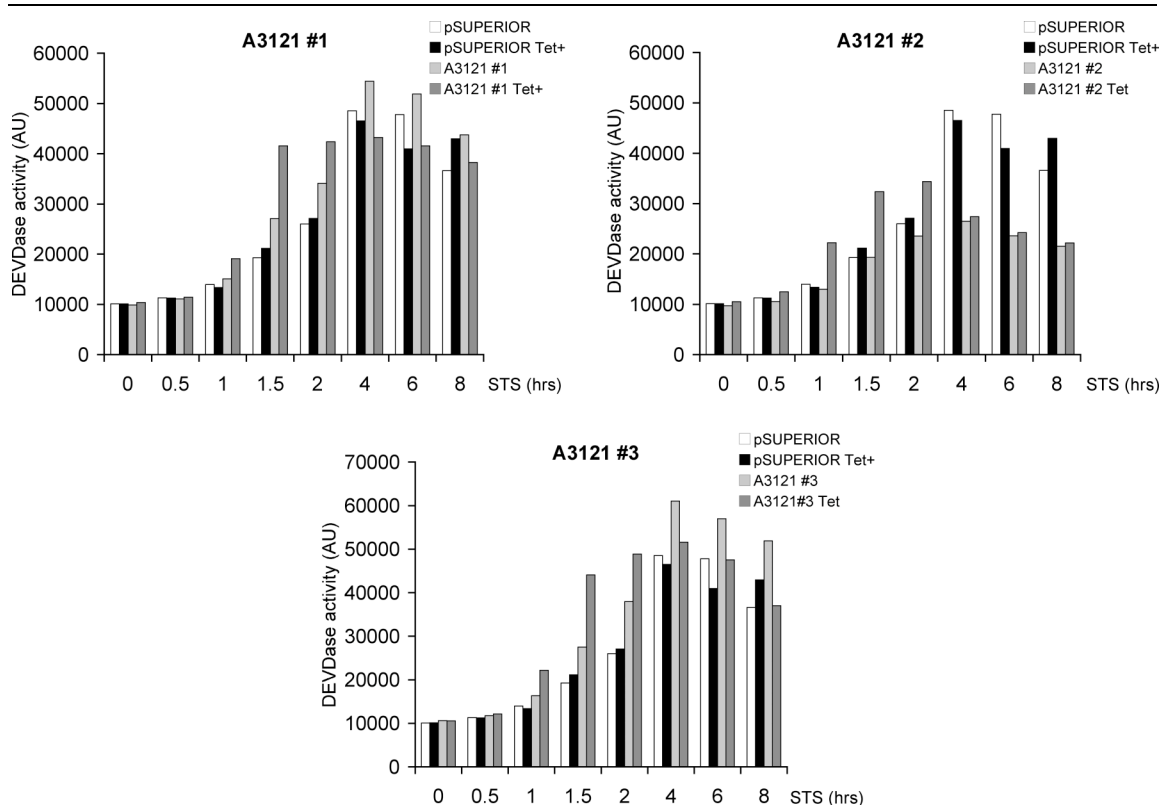 A3121 #1
pSUPERIOR
pSUPERIOR Tet+
A3121 #1
A3121 #1 Tet+
DEVDase activity (AU)
60000
50000
40000
30000
20000
10000
0
0 0.5 1 1.5 2 4 6 8 STS (hrs)
A3121 #2
pSUPERIOR
pSUPERIOR Tet+
A3121 #2
A3121 #2 Tet
DEVDase activity (AU)
60000
50000
40000
30000
20000
10000
0
0 0.5 1 1.5 2 4 6 8 STS (hrs)
A3121 #3
pSUPERIOR
pSUPERIOR Tet+
A3121 #3
A3121#3 Tet
DEVDase activity (AU)
70000
60000
50000
40000
30000
20000
10000
0
0 0.5 1 1.5 2 4 6 8 STS (hrs)